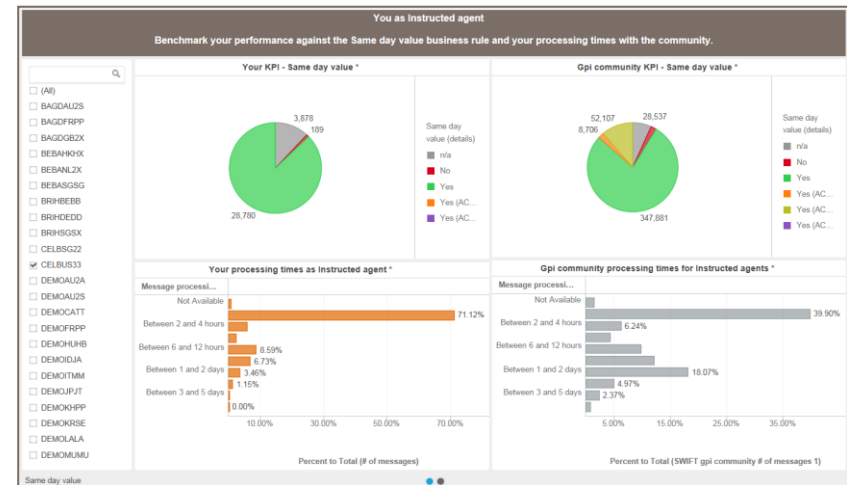 You as Instructed agent
Benchmark your performance against the Same day value business rule and your processing times with the community.
(All)
BAGDAU2S
BAGDFRPP
BAGDGB2X
BEBAHKHX
BEBANL2X
BEBASGSG
BRIHBEBB
BRIHDEDD
BRIHSGSX
CELBSG22
CELBUS33
DEMOAU2A
DEMOAU2S
DEMOCATT
DEMOFRPP
DEMOHUHB
DEMOIDJA
DEMOITMM
DEMOJPJT
DEMOKHPP
DEMOKRSE
DEMOLALA
DEMOMUMU
Your KPI - Same day value *
3,878
189
28,780
Same day
value (details)
n/a
No
Yes
Yes (AC...
Yes (AC...
Yes (AC...
Gpi community KPI - Same day value *
52,107
28,537
8,706
347,881
Same day
value (details)
n/a
No
Yes
Yes (AC...
Yes (AC...
Yes (AC...
Your processing times as Instructed agent *
Message processi...
Not Available
71.12%
Between 2 and 4 hours
Between 6 and 12 hours
8.59%
6.73%
Between 1 and 2 days
3.46%
1.15%
Between 3 and 5 days
0.00%
10.00%
30.00%
50.00%
70.00%
Percent to Total (# of messages)
Gpi community processing times for Instructed agents *
Message processi...
Not Available
39.90%
Between 2 and 4 hours
6.24%
Between 6 and 12 hours
Between 1 and 2 days
18.07%
4.97%
Between 3 and 5 days
2.37%
5.00%
15.00%
25.00%
35.00%
Percent to Total (SWIFT gpi community # of messages 1)
Same day value